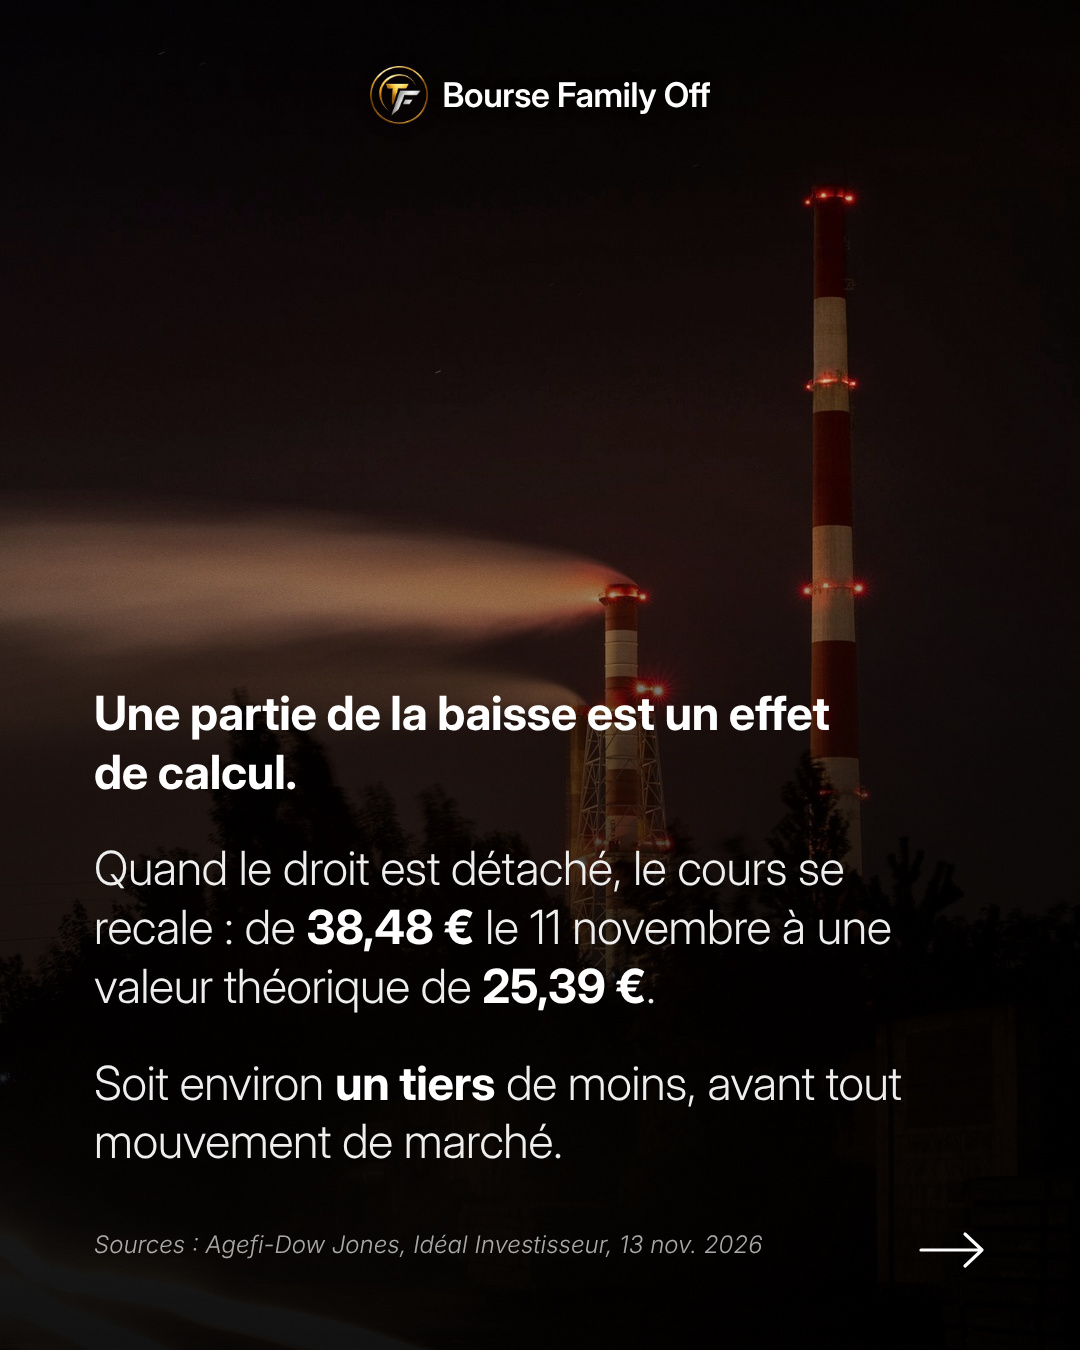 TF Bourse Family Off
Une partie de la baisse est un effet
de calcul.
Quand le droit est détaché, le cours se
recale : de 38,48 € le 11 novembre à une
valeur théorique de 25,39 €.
Soit environ un tiers de moins, avant tout
mouvement de marché.
Sources : Agefi-Dow Jones, Idéal Investisseur, 13 nov. 2026